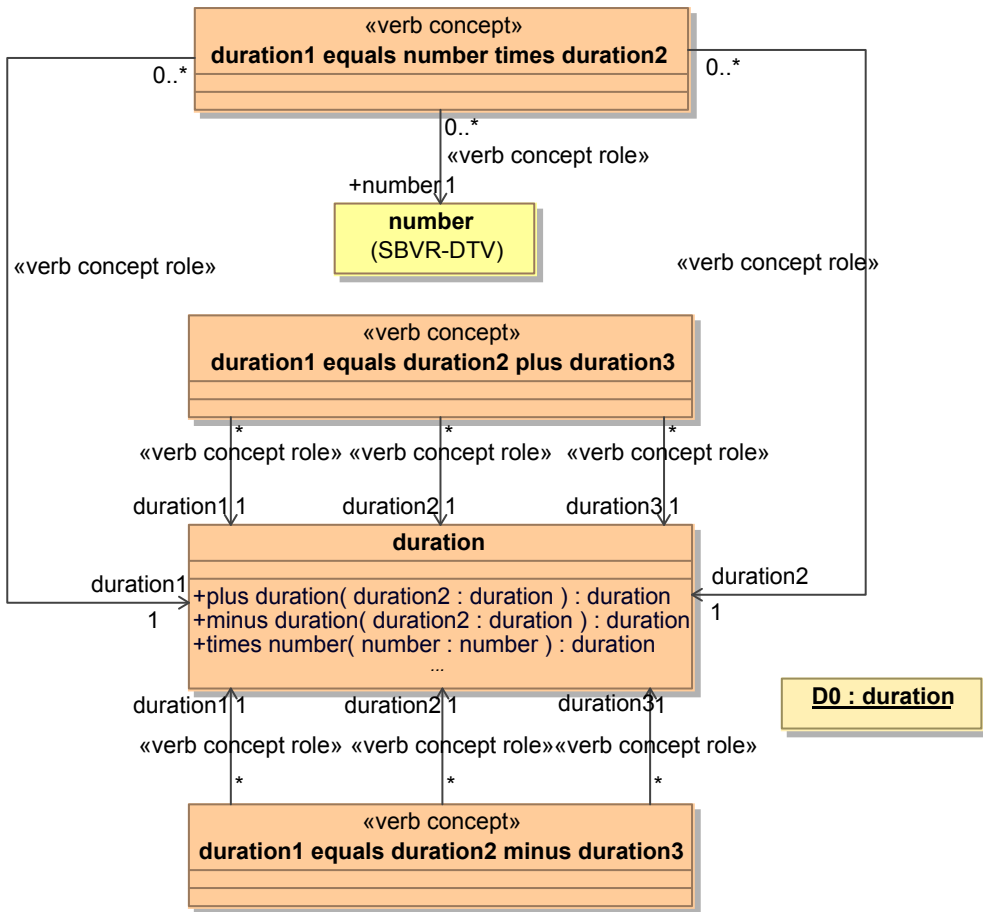 «verb concept»
duration1 equals number times duration2
0..*
0..*
0..*
«verb concept role»
+number 1
number
(SBVR-DTV)
«verb concept role»
«verb concept role»
«verb concept»
duration1 equals duration2 plus duration3
* * *
«verb concept role» «verb concept role» «verb concept role»
duration1 1 duration2 1 duration3 1
duration
duration1
1
duration2
1
+plus duration( duration2 : duration ) : duration
+minus duration( duration2 : duration ) : duration
+times number( number : number ) : duration
...
duration1 1 duration2 1 duration3 1
D0 : duration
«verb concept role» «verb concept role» «verb concept role»
* * *
«verb concept»
duration1 equals duration2 minus duration3